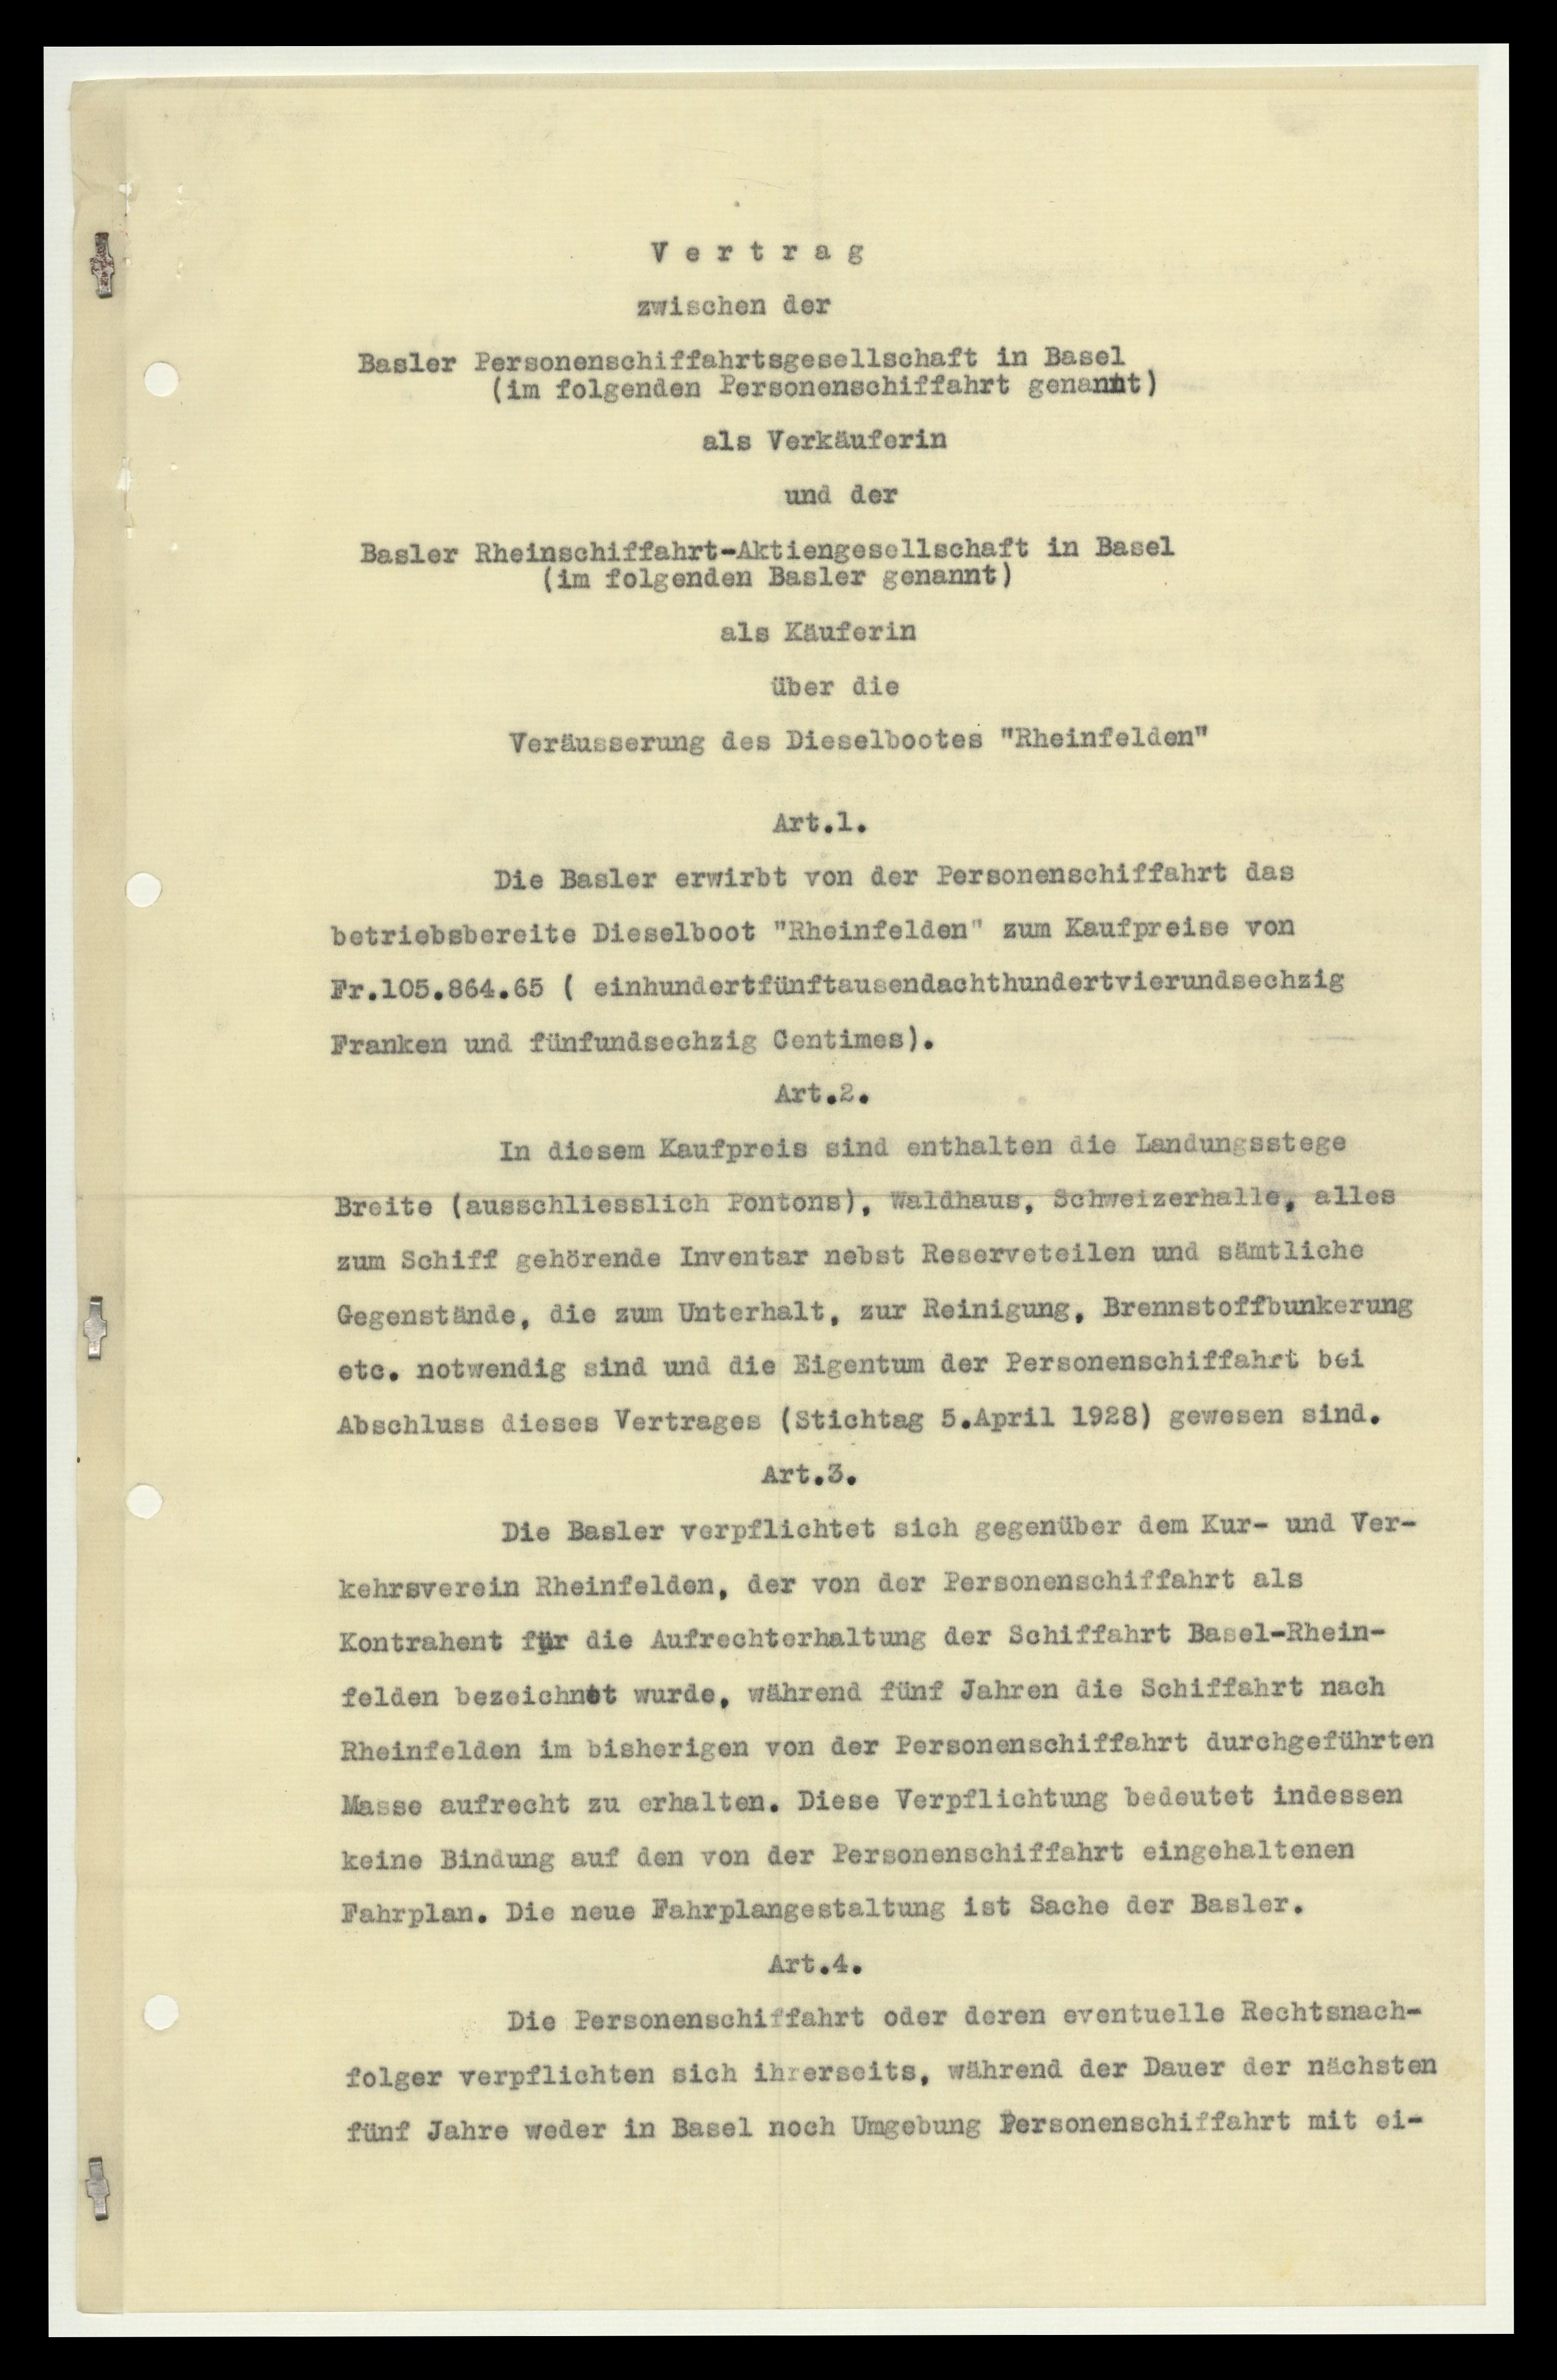 V e r t r a g
zwischen der
Basler Personenschiffahrtsgesellschaft in Basel
(im folgenden Personenschiffahrt genannt)
als Verkäuferin
und der
Basler Rheinschiffahrt-Aktiengesellschaft in Basel
(im folgenden Basler genannt)
als Käuferin
über die
Veräusserung des Dieselbootes "Rheinfelden"
Art.1.
Die Basler erwirbt von der Personenschiffahrt das
betriebsbereite Dieselboot "Rheinfelden" zum Kaufpreise von
Fr.105.864.65 ( einhundertfünftausendachthundertvierundsechzig
Franken und fünfundsechzig Centimes).
Art.2.
In diesem Kaufpreis sind enthalten die Landungsstege
Breite (ausschliesslich Pontons), Waldhaus, Schweizerhalle, alles
zum Schiff gehörende Inventar nebst Reserveteilen und sämtliche
Gegenstände, die zum Unterhalt, zur Reinigung, Brennstoffbunkerung
etc. notwendig sind und die Eigentum der Personenschiffahrt bei
Abschluss dieses Vertrages (Stichtag 5.April 1928) gewesen sind.
Art.3.
Die Basler verpflichtet sich gegenüber dem Kur- und Ver-
kehrsverein Rheinfelden, der von der Personenschiffahrt als
Kontrahent für die Aufrechterhaltung der Schiffahrt Basel-Rhein-
felden bezeichnet wurde, während fünf Jahren die Schiffahrt nach
Rheinfelden im bisherigen von der Personenschiffahrt durchgeführten
Masse aufrecht zu erhalten. Diese Verpflichtung bedeutet indessen
keine Bindung auf den von der Personenschiffahrt eingehaltenen
Fahrplan. Die neue Fahrplangestaltung ist Sache der Basler.
Art.4.
Die Personenschiffahrt oder deren eventuelle Rechtsnach-
folger verpflichten sich ihrerseits, während der Dauer der nächsten
fünf Jahre weder in Basel noch Umgebung Personenschiffahrt mit ei-